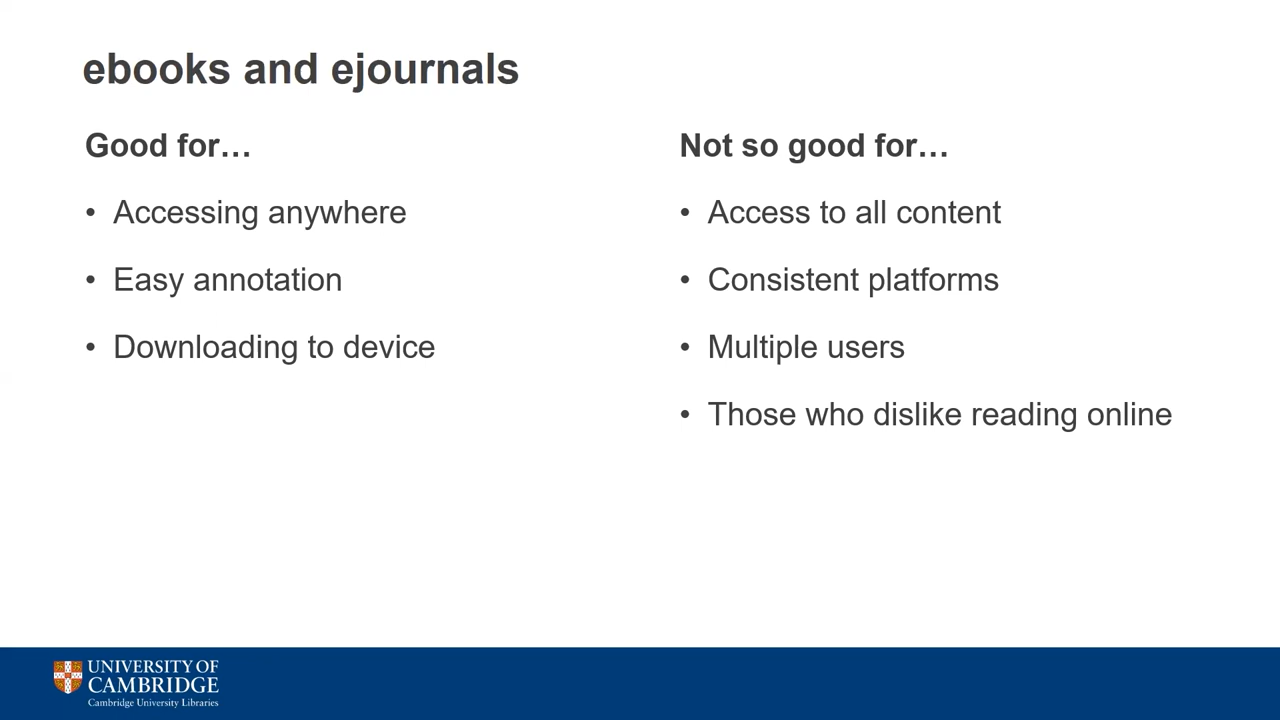 ebooks and ejournals
Good for…
• Accessing anywhere
• Easy annotation
• Downloading to device
Not so good for…
• Access to all content
• Consistent platforms
• Multiple users
• Those who dislike reading online
UNIVERSITY OF
CAMBRIDGE
Cambridge University Libraries